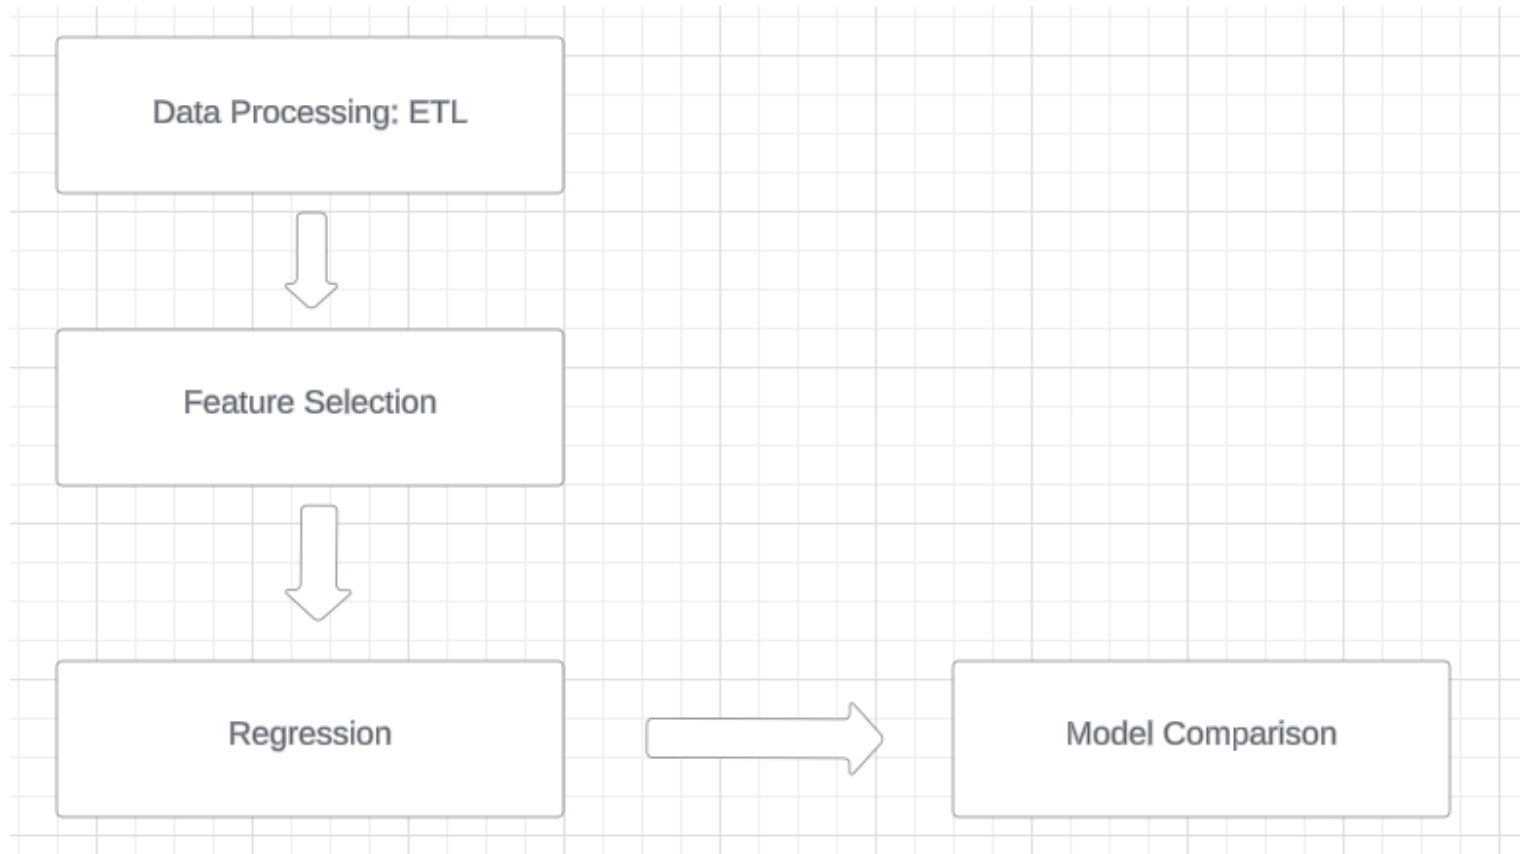 Data Processing: ETL
Feature Selection
Regression
Model Comparison